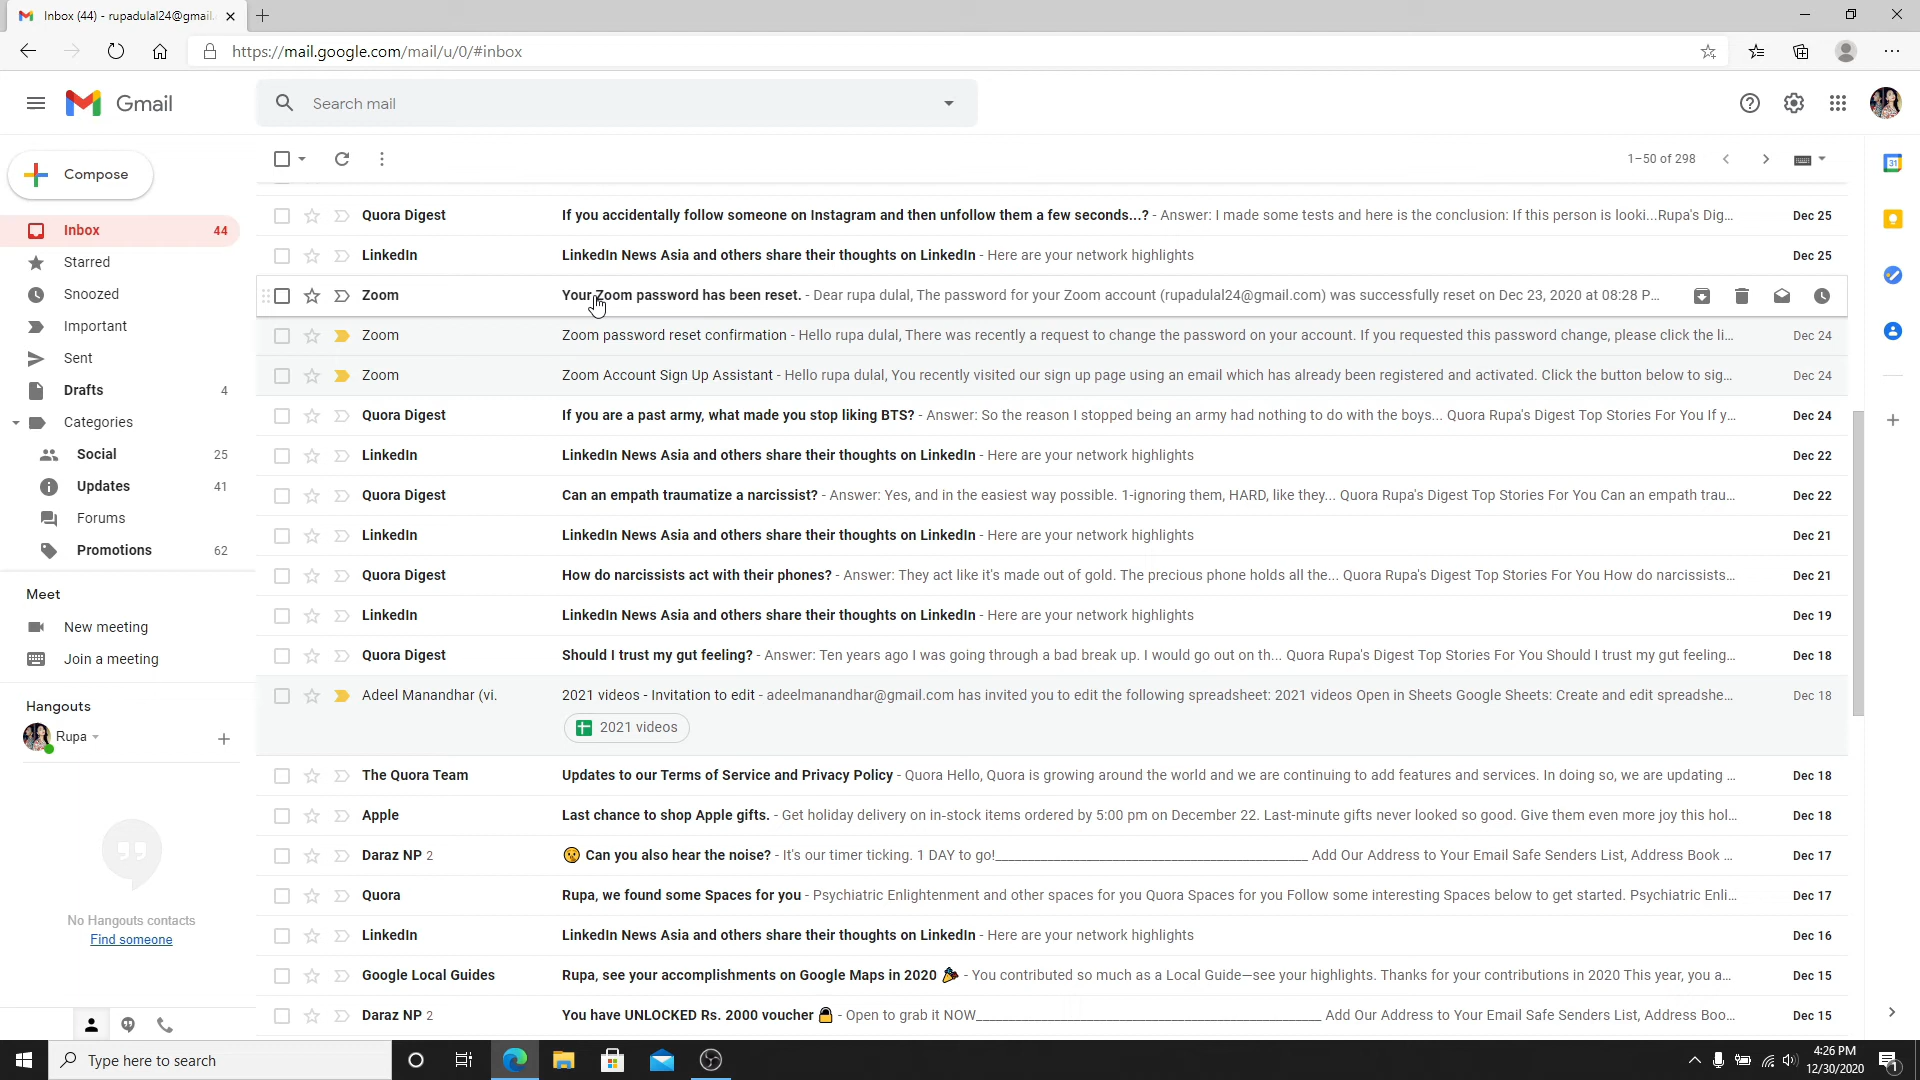 Inbox (44) - rupadulal24@gmail.
https://mail.google.com/mail/u/0/#inbox
Gmail
Search mail
Compose
1–50 of 298
Inbox 44
Starred
Snoozed
Important
Sent
Drafts 4
Categories
Social 25
Updates 41
Forums
Promotions 62
Meet
New meeting
Join a meeting
Hangouts
Rupa
No Hangouts contacts
Find someone
Quora Digest If you accidentally follow someone on Instagram and then unfollow them a few seconds...? - Answer: I made some tests and here is the conclusion: If this person is looki...Rupa's Dig... Dec 25
LinkedIn LinkedIn News Asia and others share their thoughts on LinkedIn - Here are your network highlights Dec 25
Zoom Your Zoom password has been reset. - Dear rupa dulal, The password for your Zoom account (rupadulal24@gmail.com) was successfully reset on Dec 23, 2020 at 08:28 P...
Zoom Zoom password reset confirmation - Hello rupa dulal, There was recently a request to change the password on your account. If you requested this password change, please click the li... Dec 24
Zoom Zoom Account Sign Up Assistant - Hello rupa dulal, You recently visited our sign up page using an email which has already been registered and activated. Click the button below to sig... Dec 24
Quora Digest If you are a past army, what made you stop liking BTS? - Answer: So the reason I stopped being an army had nothing to do with the boys... Quora Rupa's Digest Top Stories For You If y... Dec 24
LinkedIn LinkedIn News Asia and others share their thoughts on LinkedIn - Here are your network highlights Dec 22
Quora Digest Can an empath traumatize a narcissist? - Answer: Yes, and in the easiest way possible. 1-ignoring them, HARD, like they... Quora Rupa's Digest Top Stories For You Can an empath trau... Dec 22
LinkedIn LinkedIn News Asia and others share their thoughts on LinkedIn - Here are your network highlights Dec 21
Quora Digest How do narcissists act with their phones? - Answer: They act like it's made out of gold. The precious phone holds all the... Quora Rupa's Digest Top Stories For You How do narcissists... Dec 21
LinkedIn LinkedIn News Asia and others share their thoughts on LinkedIn - Here are your network highlights Dec 19
Quora Digest Should I trust my gut feeling? - Answer: Ten years ago I was going through a bad break up. I would go out on th... Quora Rupa's Digest Top Stories For You Should I trust my gut feeling... Dec 18
Adeel Manandhar (vi. 2021 videos - Invitation to edit - adeelmanandhar@gmail.com has invited you to edit the following spreadsheet: 2021 videos Open in Sheets Google Sheets: Create and edit spreadshe... Dec 18
2021 videos
The Quora Team Updates to our Terms of Service and Privacy Policy - Quora Hello, Quora is growing around the world and we are continuing to add features and services. In doing so, we are updating ... Dec 18
Apple Last chance to shop Apple gifts. - Get holiday delivery on in-stock items ordered by 5:00 pm on December 22. Last-minute gifts never looked so good. Give them even more joy this hol... Dec 18
Daraz NP 2 🤨 Can you also hear the noise? - It's our timer ticking. 1 DAY to go!________________________________________ Add Our Address to Your Email Safe Senders List, Address Book ... Dec 17
Quora Rupa, we found some Spaces for you - Psychiatric Enlightenment and other spaces for you Quora Spaces for you Follow some interesting Spaces below to get started. Psychiatric Enli... Dec 17
LinkedIn LinkedIn News Asia and others share their thoughts on LinkedIn - Here are your network highlights Dec 16
Google Local Guides Rupa, see your accomplishments on Google Maps in 2020 🎉 - You contributed so much as a Local Guide—see your highlights. Thanks for your contributions in 2020 This year, you a... Dec 15
Daraz NP 2 You have UNLOCKED Rs. 2000 voucher 🔒 - Open to grab it NOW____________________________________________ Add Our Address to Your Email Safe Senders List, Address Boo... Dec 15
31
Type here to search
4:26 PM
12/30/2020
1